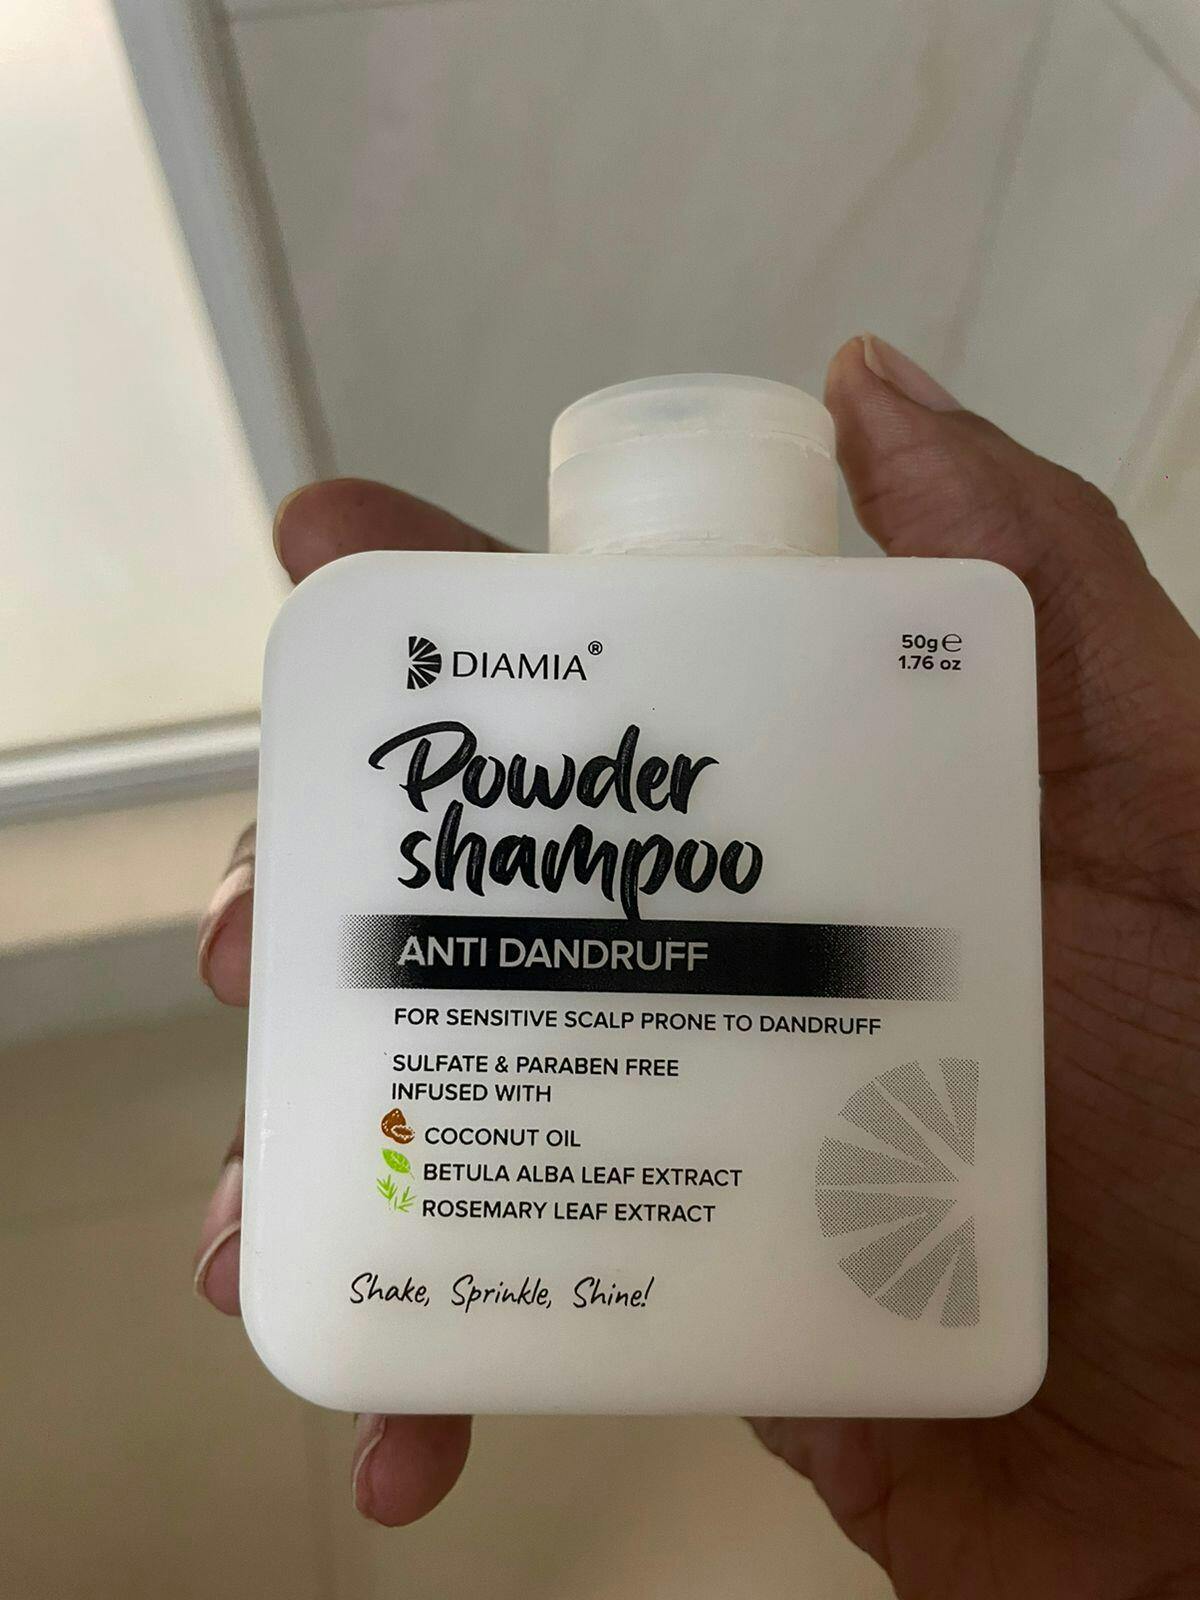 DIAMIA®
50g℮
1.76 oz
Powder
shampoo
ANTI DANDRUFF
FOR SENSITIVE SCALP PRONE TO DANDRUFF
SULFATE & PARABEN FREE
INFUSED WITH
COCONUT OIL
BETULA ALBA LEAF EXTRACT
ROSEMARY LEAF EXTRACT
Shake, Sprinkle, Shine!